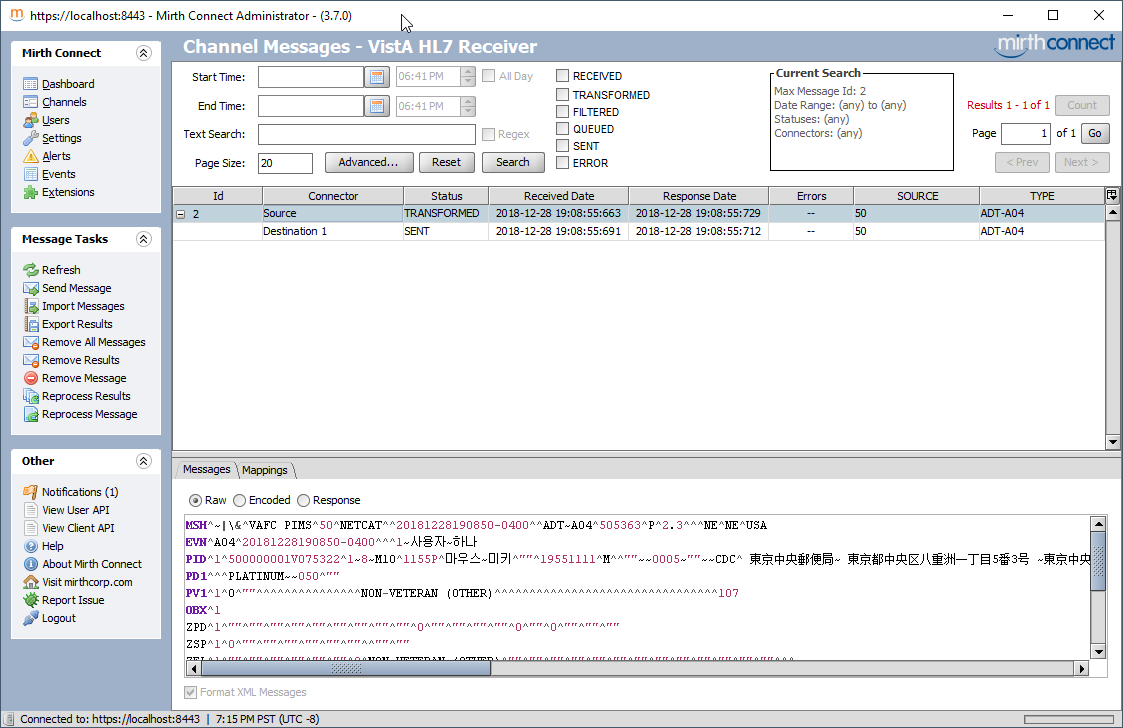 https://localhost:8443 - Mirth Connect Administrator - (3.7.0)
Mirth Connect
Dashboard
Channels
Users
Settings
Alerts
Events
Extensions
Message Tasks
Refresh
Send Message
Import Messages
Export Results
Remove All Messages
Remove Results
Remove Message
Reprocess Results
Reprocess Message
Other
Notifications (1)
View User API
View Client API
Help
About Mirth Connect
Visit mirthcorp.com
Report Issue
Logout
Channel Messages - VistA HL7 Receiver
mirthconnect
Start Time: 06:41 PM All Day
End Time: 06:41 PM
Text Search: Regex
Page Size: 20 Advanced... Reset Search
RECEIVED
TRANSFORMED
FILTERED
QUEUED
SENT
ERROR
Current Search
Max Message Id: 2
Date Range: (any) to (any)
Statuses: (any)
Connectors: (any)
Results 1 - 1 of 1 Count
Page 1 of 1 Go
< Prev Next >
Id Connector Status Received Date Response Date Errors SOURCE TYPE
2 Source TRANSFORMED 2018-12-28 19:08:55:663 2018-12-28 19:08:55:729 -- 50 ADT-A04
Destination 1 SENT 2018-12-28 19:08:55:691 2018-12-28 19:08:55:712 -- 50 ADT-A04
Messages Mappings
Raw Encoded Response
MSH^~|\&^VAFC PIMS^50^NETCAT^^20181228190850-0400^^ADT~A04^505363^P^2.3^^^NE^NE^USA
EVN^A04^20181228190850-0400^^^1~사용자~하나
PID^1^500000001V075322^1~8~M10^1155P^마우스~미키^""^19551111^M^^""~~0005~""~~CDC^ 東京中央郵便局~ 東京都中央区八重洲一丁目5番3号 ~東京中央
PD1^^^PLATINUM~~050^""
PV1^1^O^""^^^^^^^^^^^^^^^NON-VETERAN (OTHER)^^^^^^^^^^^^^^^^^^^^^^^^^^^^^^^^107
OBX^1
ZPD^1^""^""^""^""^""^""^""^""^""^0^""^""^""^""^0^""^0^""^""^""
ZSP^1^0^""^""^""^""^""^^""^""
Format XML Messages
Connected to: https://localhost:8443 | 7:15 PM PST (UTC -8)